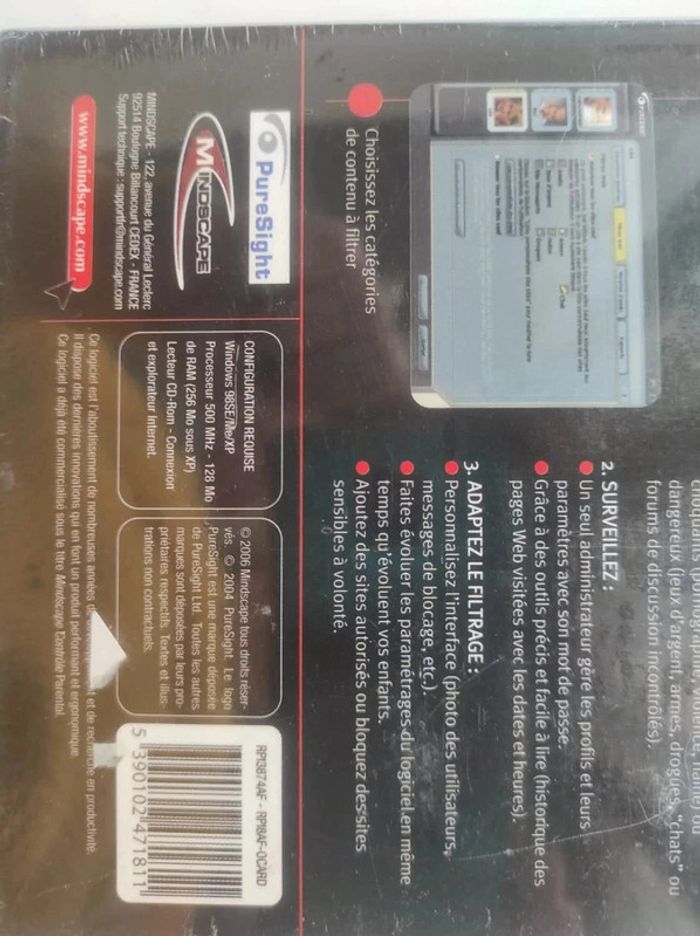 dangereux (jeux d'argent, armes, drogues, "chats" ou
forums de discussion incontrôlés).
2. SURVEILLEZ :
Un seul administrateur gère les profils et leurs
paramètres avec son mot de passe.
Grâce à des outils précis et facile à lire (historique des
pages Web visitées avec les dates et heures).
3. ADAPTEZ LE FILTRAGE :
Personnalisez l'interface (photo des utilisateurs,
messages de blocage, etc.).
Faites évoluer les paramétrages du logiciel en même
temps qu'évoluent vos enfants.
Ajoutez des sites autorisés ou bloquez des sites
sensibles à volonté.
Choisissez les catégories
de contenu à filtrer
PureSight
MINDSCAPE
MINDSCAPE - 122, avenue du Général Leclerc
92514 Boulogne Billancourt CEDEX - FRANCE
Support technique : supportfr@mindscape.com
www.mindscape.com
CONFIGURATION REQUISE
Windows 98SE/Me/XP
Processeur 500 MHz - 128 Mo
de RAM (256 Mo sous XP)
Lecteur CD-Rom - Connexion
et explorateur Internet.
© 2006 Mindscape tous droits réser-
vés © 2004 PureSight. Le logo
PureSight est une marque déposée
de PureSight Ltd. Toutes les autres
marques sont déposées par leurs pro-
priétaires respectifs. Textes et illus-
trations non contractuels.
RPI3874AF - RPI8AF-0CARD
5 390102 471811
Ce logiciel est l'aboutissement de nombreuses années de et de recherche en productivité.
Il dispose des dernières innovations qui en font un produit performant et ergonomique.
Ce logiciel a déjà été commercialisé sous le titre Mindscape Contrôle Parental.